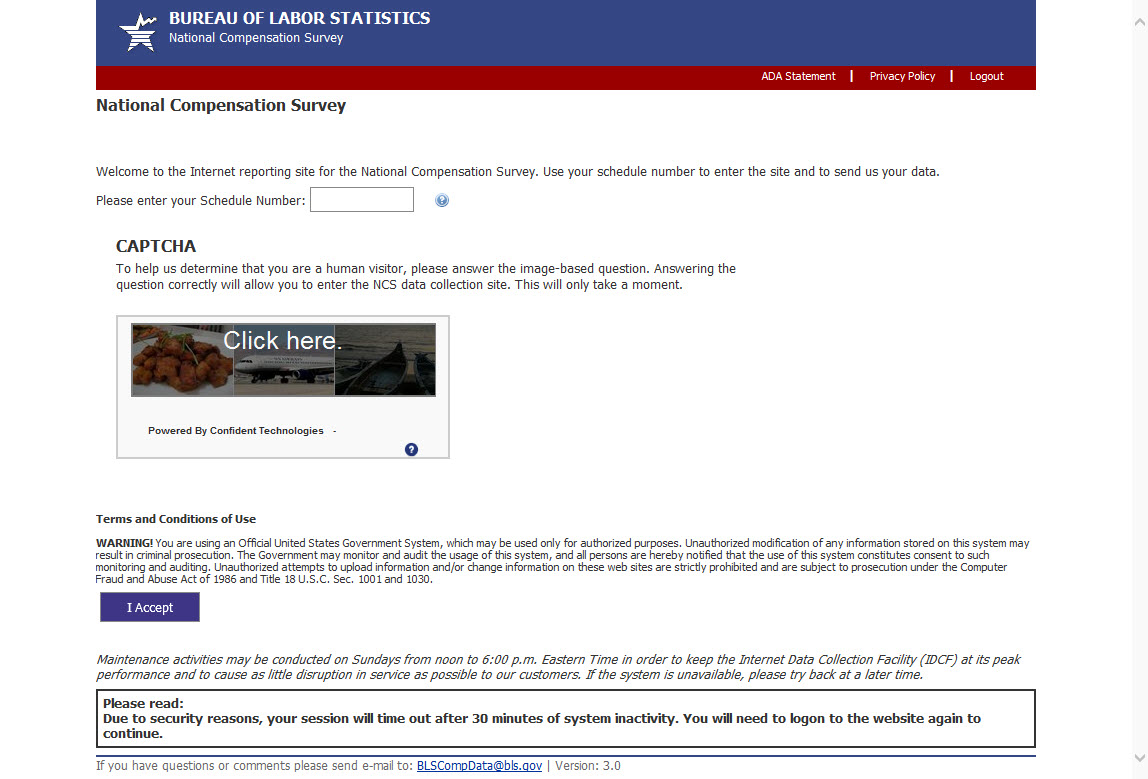 BUREAU OF LABOR STATISTICS
National Compensation Survey
ADA Statement | Privacy Policy | Logout
National Compensation Survey
Welcome to the Internet reporting site for the National Compensation Survey. Use your schedule number to enter the site and to send us your data.
Please enter your Schedule Number:
?
CAPTCHA
To help us determine that you are a human visitor, please answer the image-based question. Answering the
question correctly will allow you to enter the NCS data collection site. This will only take a moment.
Click here.
Powered By Confident Technologies -
?
Terms and Conditions of Use
WARNING! You are using an Official United States Government System, which may be used only for authorized purposes. Unauthorized modification of any information stored on this system may
result in criminal prosecution. The Government may monitor and audit the usage of this system, and all persons are hereby notified that the use of this system constitutes consent to such
monitoring and auditing. Unauthorized attempts to upload information and/or change information on these web sites are strictly prohibited and are subject to prosecution under the Computer
Fraud and Abuse Act of 1986 and Title 18 U.S.C. Sec. 1001 and 1030.
I Accept
Maintenance activities may be conducted on Sundays from noon to 6:00 p.m. Eastern Time in order to keep the Internet Data Collection Facility (IDCF) at its peak
performance and to cause as little disruption in service as possible to our customers. If the system is unavailable, please try back at a later time.
Please read:
Due to security reasons, your session will time out after 30 minutes of system inactivity. You will need to logon to the website again to
continue.
If you have questions or comments please send e-mail to: BLSCompData@bls.gov | Version: 3.0